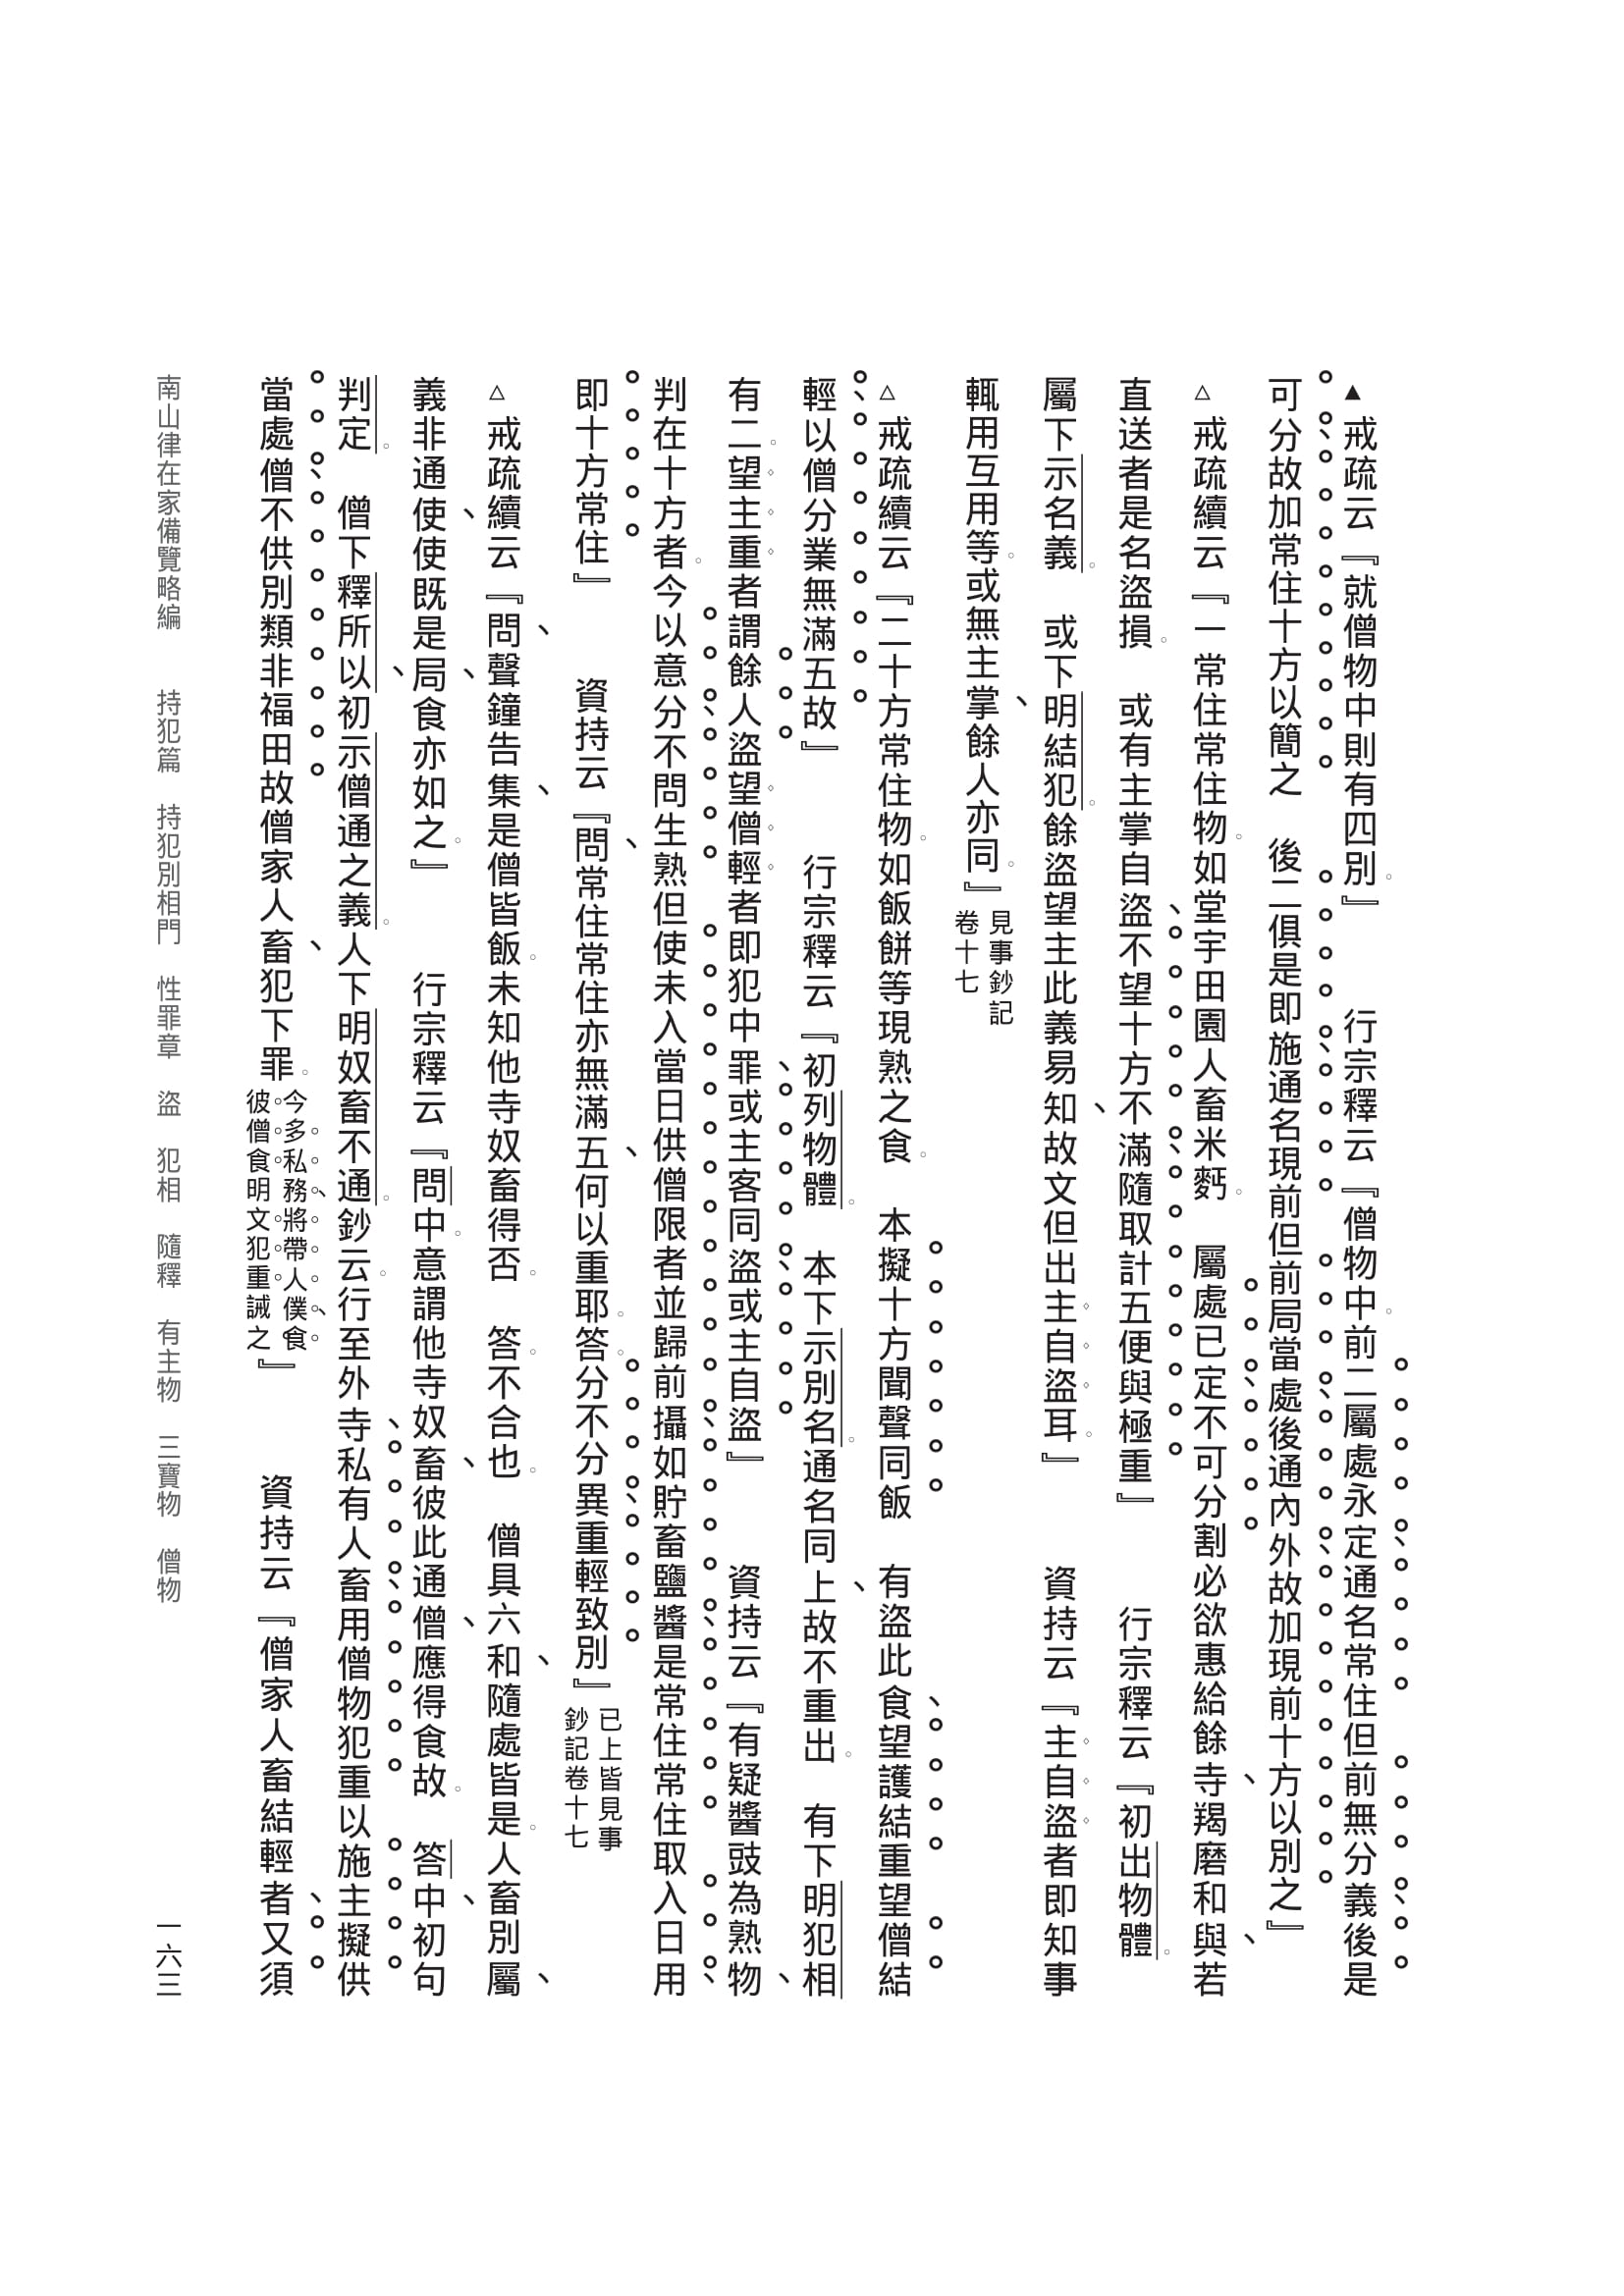 ▲戒疏云『就僧物中則有四別。』　　行宗釋云『僧物中。前二屬處永定通名常住但前無分義後是
可分故加常住十方以簡之　後二俱是即施通名現前但前局當處後通內外故加現前十方以別之』
△戒疏續云『一常住常住物。如堂宇田園人畜米麫。　屬處已定不可分割必欲惠給餘寺羯磨和與若
直送者是名盜損。　或有主掌自盜不望十方不滿隨取計五便與極重』　　行宗釋云『初出物體。
屬下示名義。　或下明結犯。餘盜望主此義易知故文但出主自盜耳。』　　資持云『主自盜者即知事
輒用互用等。或無主掌餘人亦同。』見事鈔記卷十七
△戒疏續云『二十方常住物。如飯餅等現熟之食。　本擬十方聞聲同飯　有盜此食望護結重望僧結
輕以僧分業無滿五故』　　行宗釋云『初列物體。　本下示別名。通名同上故不重出。　有下明犯相
有二。望主重者謂餘人盜望僧輕者即犯中罪或主客同盜或主自盜』　　資持云『有疑醬豉為熟物
判在十方者。今以意分不問生熟但使未入當日供僧限者並歸前攝如貯畜鹽醬是常住常住取入日用
即十方常住』　　資持云『問常住常住亦無滿五何以重耶。答。分不分異重輕致別』已上皆見事鈔記卷十七
△戒疏續云『問聲鐘告集是僧皆飯。未知他寺奴畜得否。　答。不合也。　僧具六和隨處皆是。人畜別屬
義非通使使既是局食亦如之。』　　行宗釋云『問中。意謂他寺奴畜彼此通僧應得食故。　答中初句
判定。　僧下釋所以初示僧通之義。人下明奴畜不通。鈔云。行至外寺私有人畜用僧物犯重以施主擬供
當處僧不供別類非福田故僧家人畜犯下罪。今多私務將帶人僕食彼僧食明文犯重誡之』　　資持云『僧家人畜結輕者又須
南山律在家備覽略編　　持犯篇　持犯別相門　性罪章　盜　犯相　隨釋　有主物　三寶物　僧物
一六三